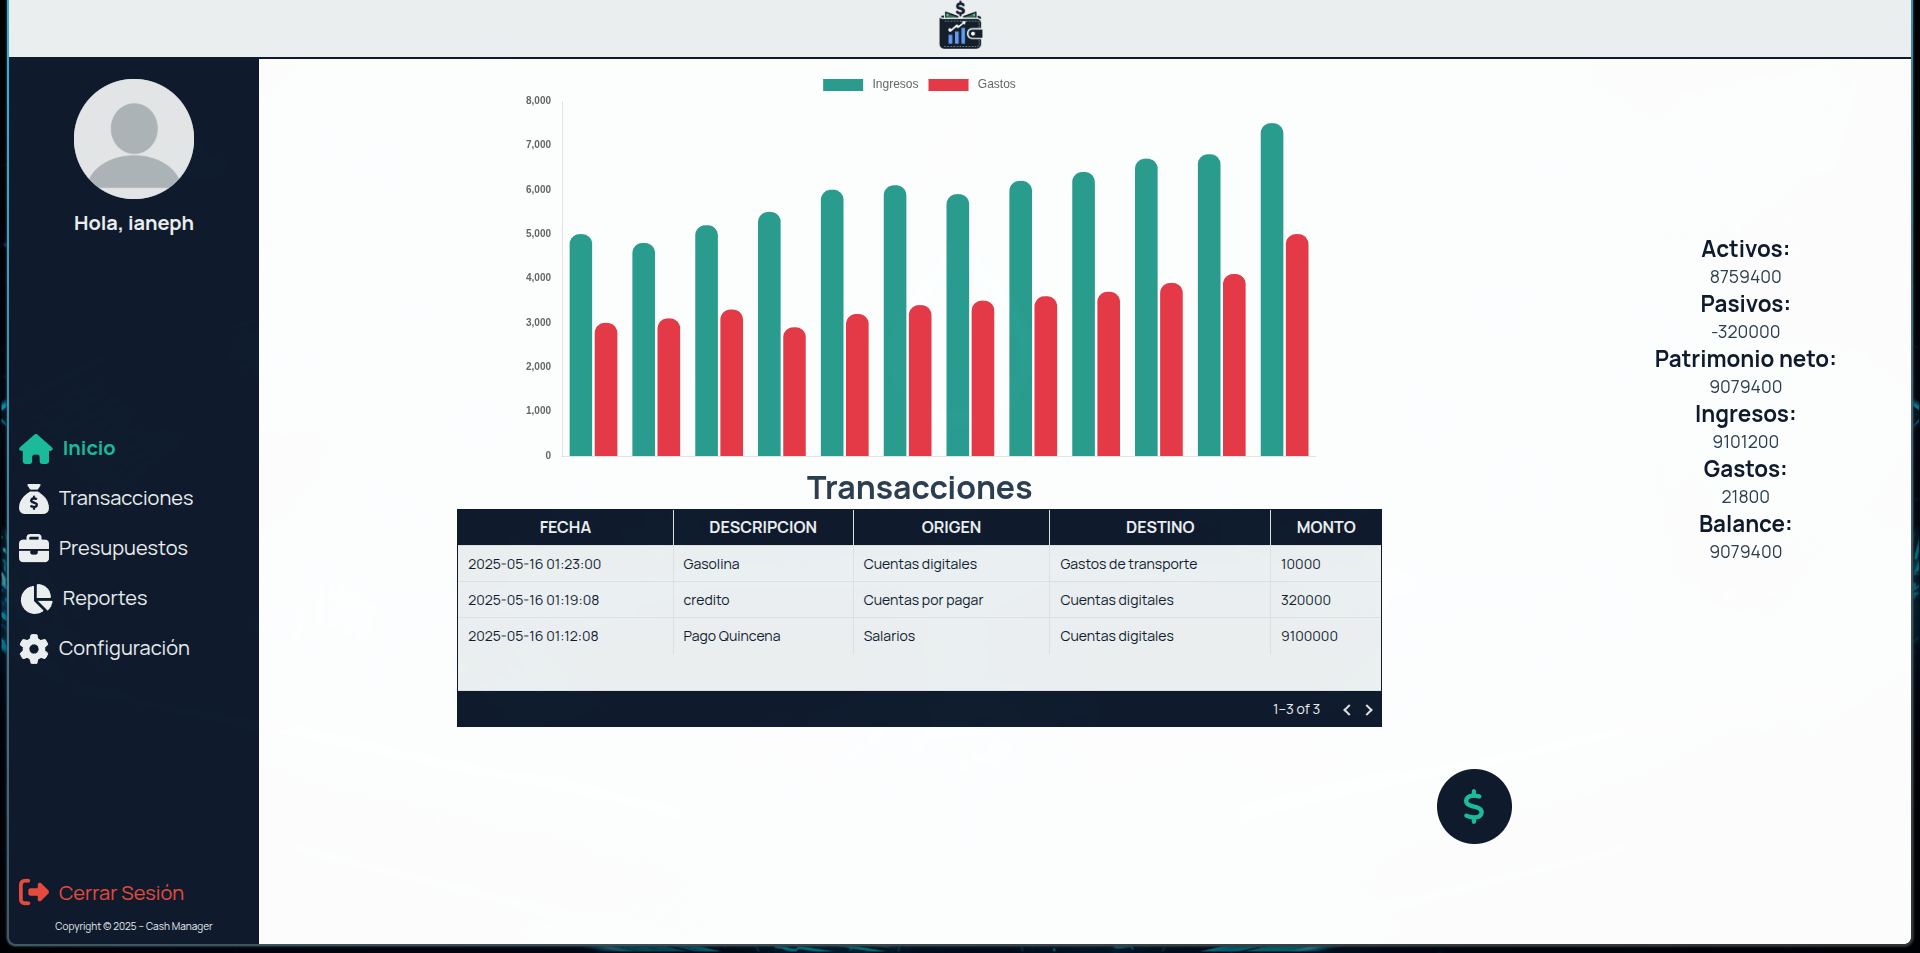 $
Hola, ianeph
Inicio
$
Transacciones
Presupuestos
Reportes
Configuración
Cerrar Sesión
Copyright © 2025 - Cash Manager
Ingresos Gastos
8,000
7,000
6,000
5,000
4,000
3,000
2,000
1,000
0
Transacciones
FECHA DESCRIPCION ORIGEN DESTINO MONTO
2025-05-16 01:23:00 Gasolina Cuentas digitales Gastos de transporte 10000
2025-05-16 01:19:08 credito Cuentas por pagar Cuentas digitales 320000
2025-05-16 01:12:08 Pago Quincena Salarios Cuentas digitales 9100000
1–3 of 3
Activos:
8759400
Pasivos:
-320000
Patrimonio neto:
9079400
Ingresos:
9101200
Gastos:
21800
Balance:
9079400
$